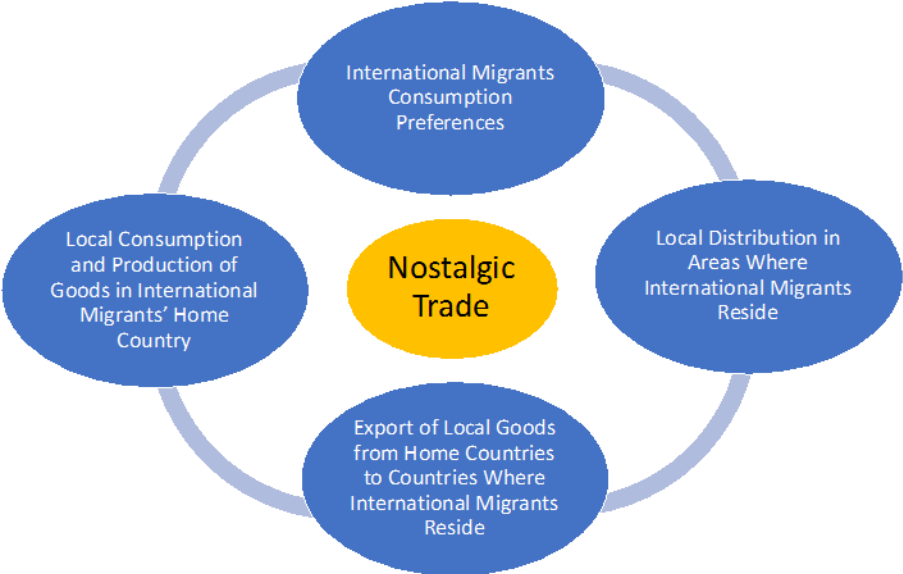 International Migrants
Consumption
Preferences
Local Consumption
and Production of
Goods in International
Migrants’ Home
Country
Nostalgic
Trade
Local Distribution in
Areas Where
International Migrants
Reside
Export of Local Goods
from Home Countries
to Countries Where
International Migrants
Reside